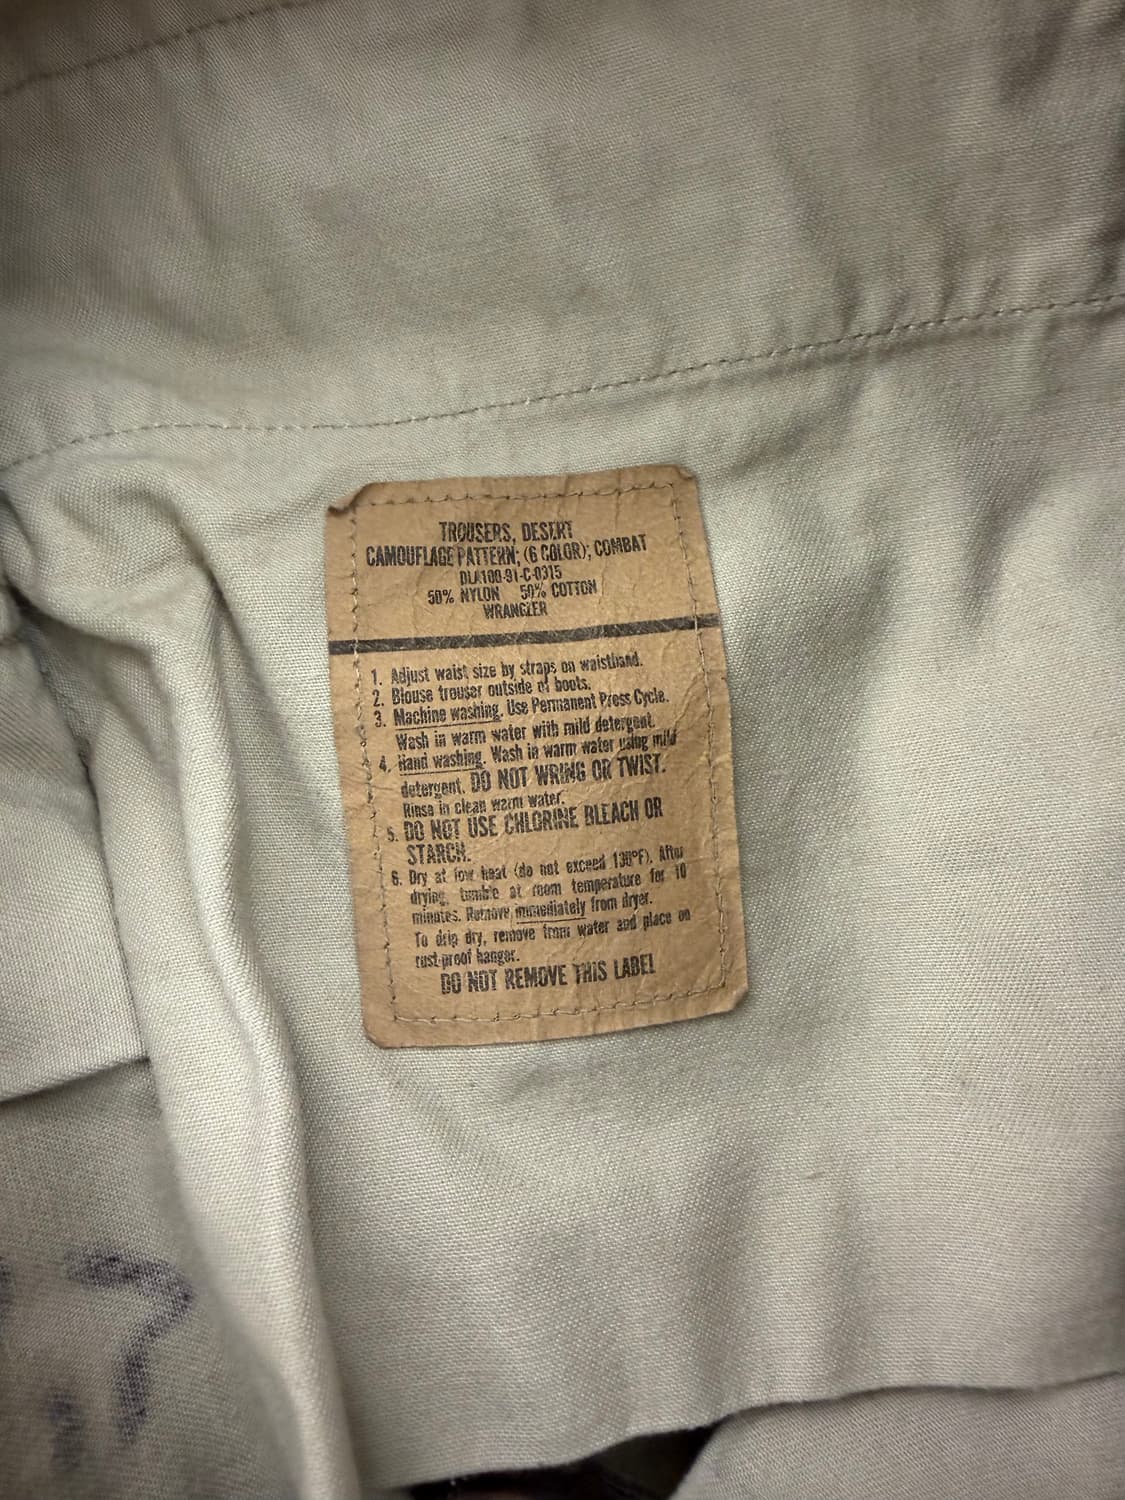 TROUSERS, DESERT
CAMOUFLAGE PATTERN; (6 COLOR); COMBAT
DLA100-91-C-0315
50% NYLON 50% COTTON
WRANGLER
1. Adjust waist size by straps on waistband.
2. Blouse trouser outside of boots.
3. Machine washing. Use Permanent Press Cycle.
Wash in warm water with mild detergent.
4. Hand washing. Wash in warm water using mild
detergent. DO NOT WRING OR TWIST.
Rinse in clean warm water.
5. DO NOT USE CHLORINE BLEACH OR
STARCH.
6. Dry at low heat (do not exceed 130°F). After
drying, tumble at room temperature for 10
minutes. Remove immediately from dryer.
To drip dry, remove from water and place on
rust-proof hanger.
DO NOT REMOVE THIS LABEL